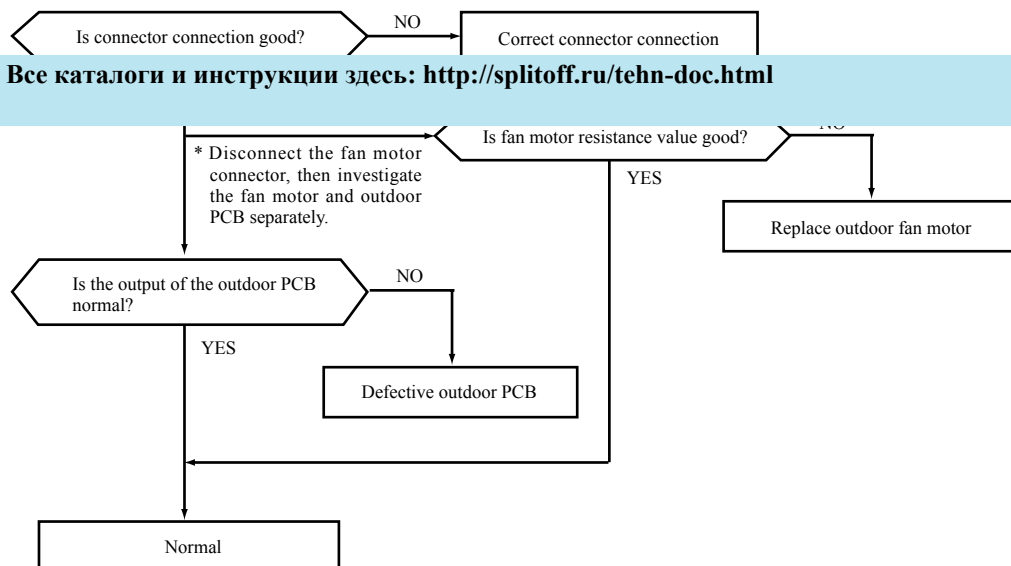 Is connector connection good?
NO
Correct connector connection
Все каталоги и инструкции здесь: http://splitoff.ru/tehn-doc.html
Is fan motor resistance value good?
NO
* Disconnect the fan motor
connector, then investigate
the fan motor and outdoor
PCB separately.
YES
Replace outdoor fan motor
Is the output of the outdoor PCB
normal?
NO
YES
Defective outdoor PCB
Normal